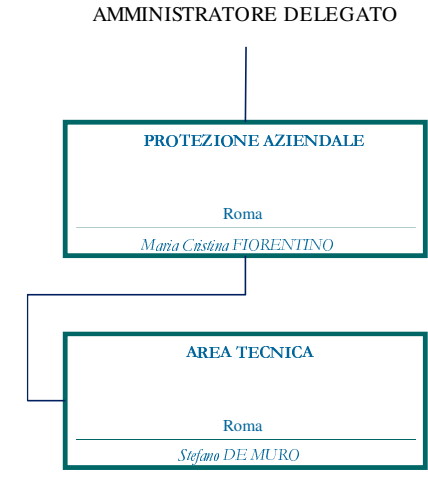 AMMINISTRATORE DELEGATO
PROTEZIONE AZIENDALE
Roma
Maria Cristina FIORENTINO
AREA TECNICA
Roma
Stefano DE MURO